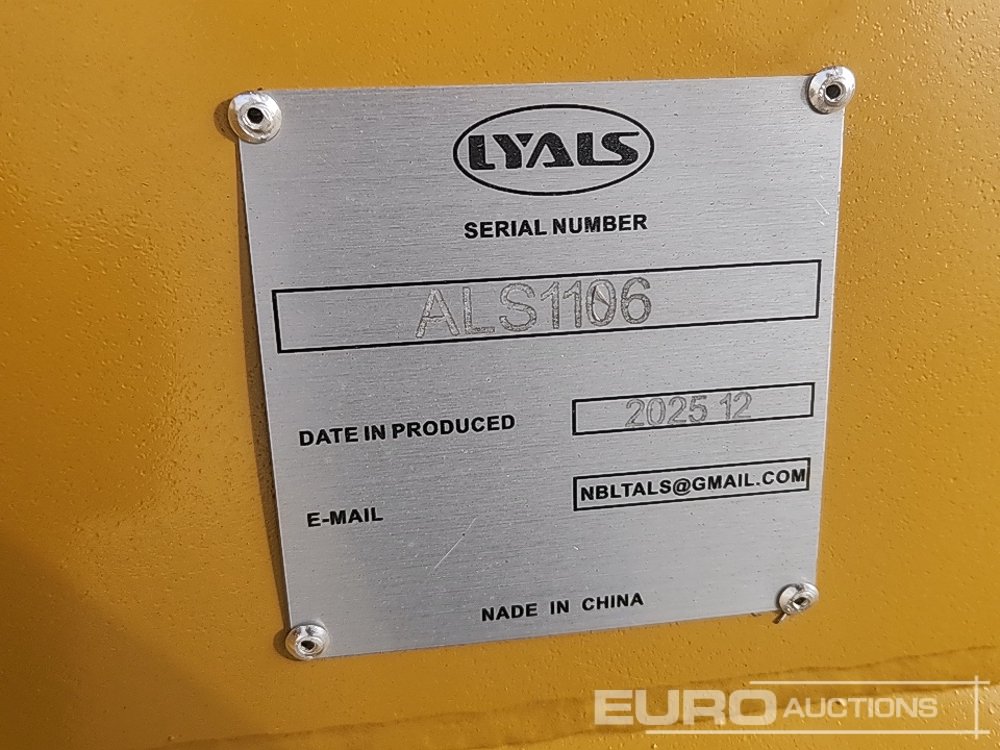 LYALS
SERIAL NUMBER
ALS1106
DATE IN PRODUCED 2025 12
E-MAIL NBLTALS@GMAIL.COM
NADE IN CHINA
EURO AUCTIONS